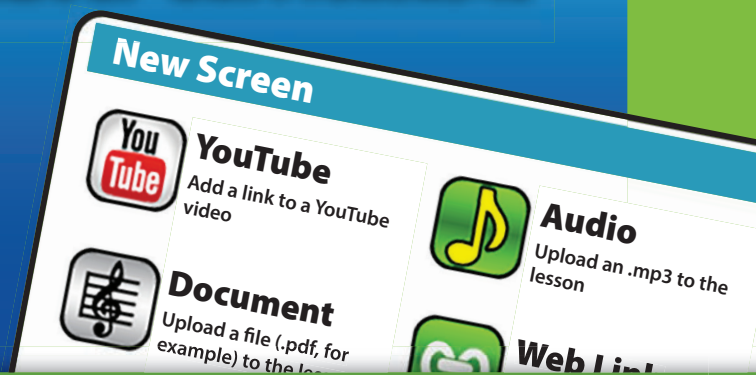 New Screen
You
Tube
YouTube
Add a link to a YouTube
video
Audio
Upload an .mp3 to the
lesson
Document
Upload a file (.pdf, for
example) to the
Web